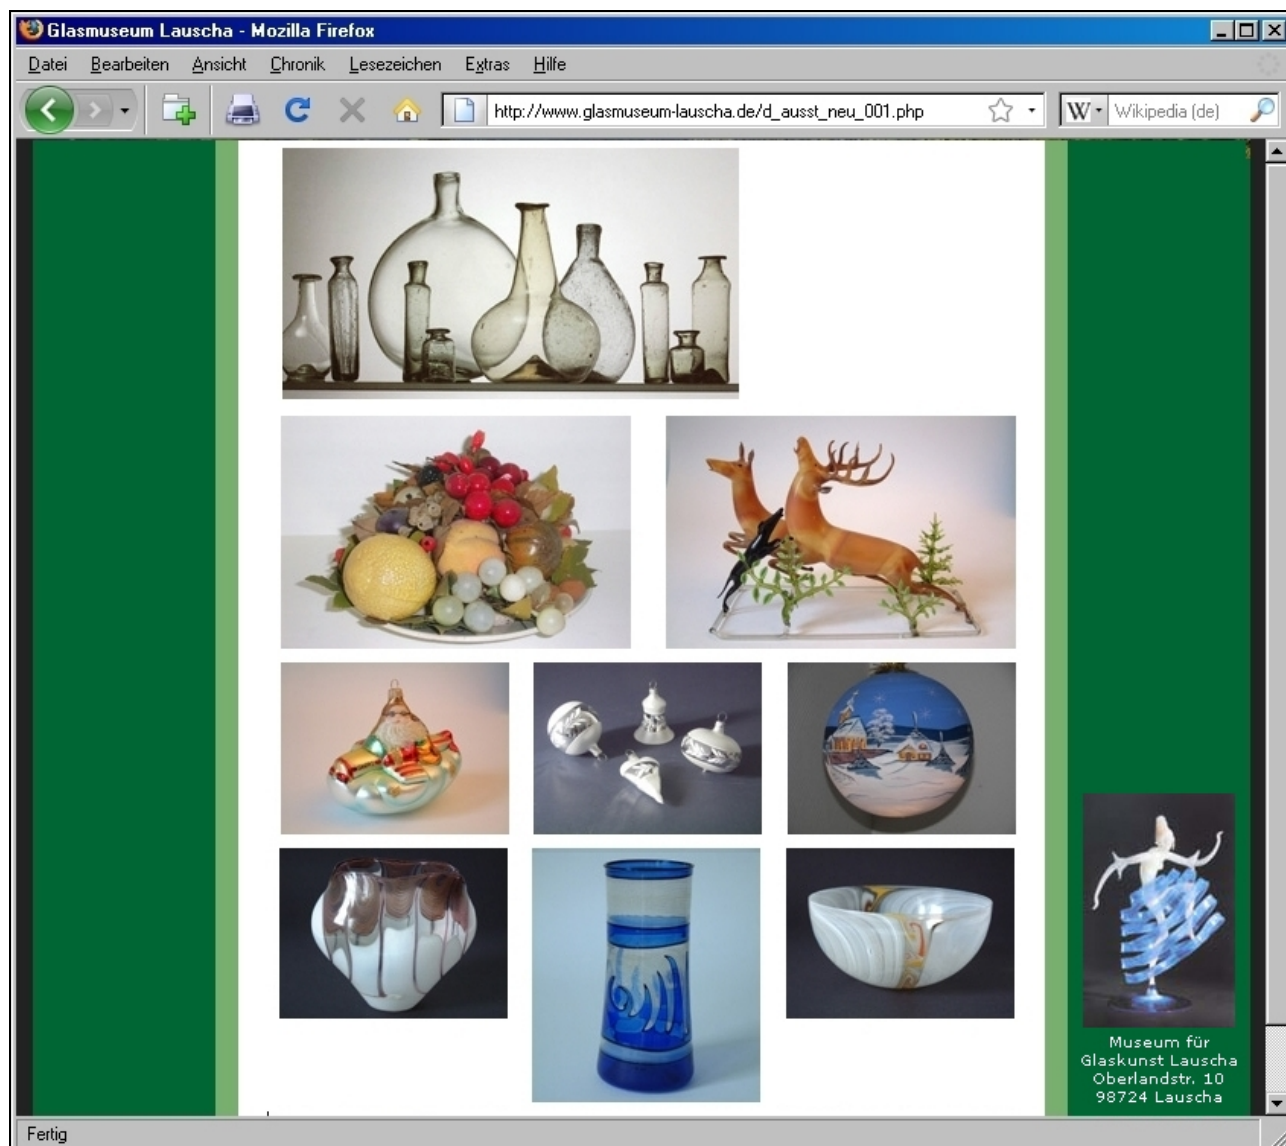 Glasmuseum Lauscha - Mozilla Firefox
Datei Bearbeiten Ansicht Chronik Lesezeichen Extras Hilfe
http://www.glasmuseum-lauscha.de/d_ausst_neu_001.php W Wikipedia (de)
Museum für
Glaskunst Lauscha
Oberlandstr. 10
98724 Lauscha
Fertig